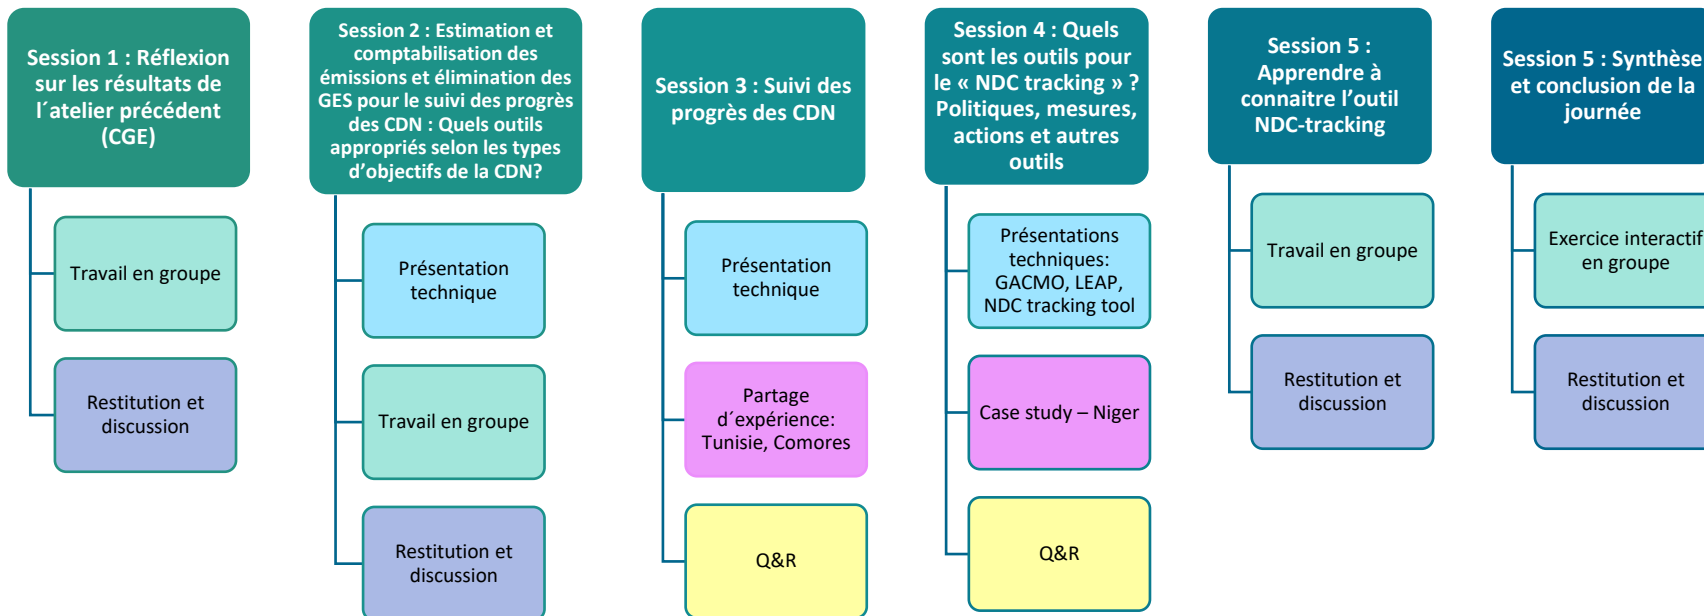 Session 1 : Réflexion
sur les résultats de
l´atelier précédent
(CGE)
Travail en groupe
Restitution et
discussion
Session 2 : Estimation et
comptabilisation des
émissions et élimination des
GES pour le suivi des progrès
des CDN : Quels outils
appropriés selon les types
d’objectifs de la CDN?
Présentation
technique
Travail en groupe
Restitution et
discussion
Session 3 : Suivi des
progrès des CDN
Présentation
technique
Partage
d´expérience:
Tunisie, Comores
Q&R
Session 4 : Quels
sont les outils pour
le « NDC tracking » ?
Politiques, mesures,
actions et autres
outils
Présentations
techniques:
GACMO, LEAP,
NDC tracking tool
Case study – Niger
Q&R
Session 5 :
Apprendre à
connaitre l’outil
NDC-tracking
Travail en groupe
Restitution et
discussion
Session 5 : Synthèse
et conclusion de la
journée
Exercice interactif
en groupe
Restitution et
discussion